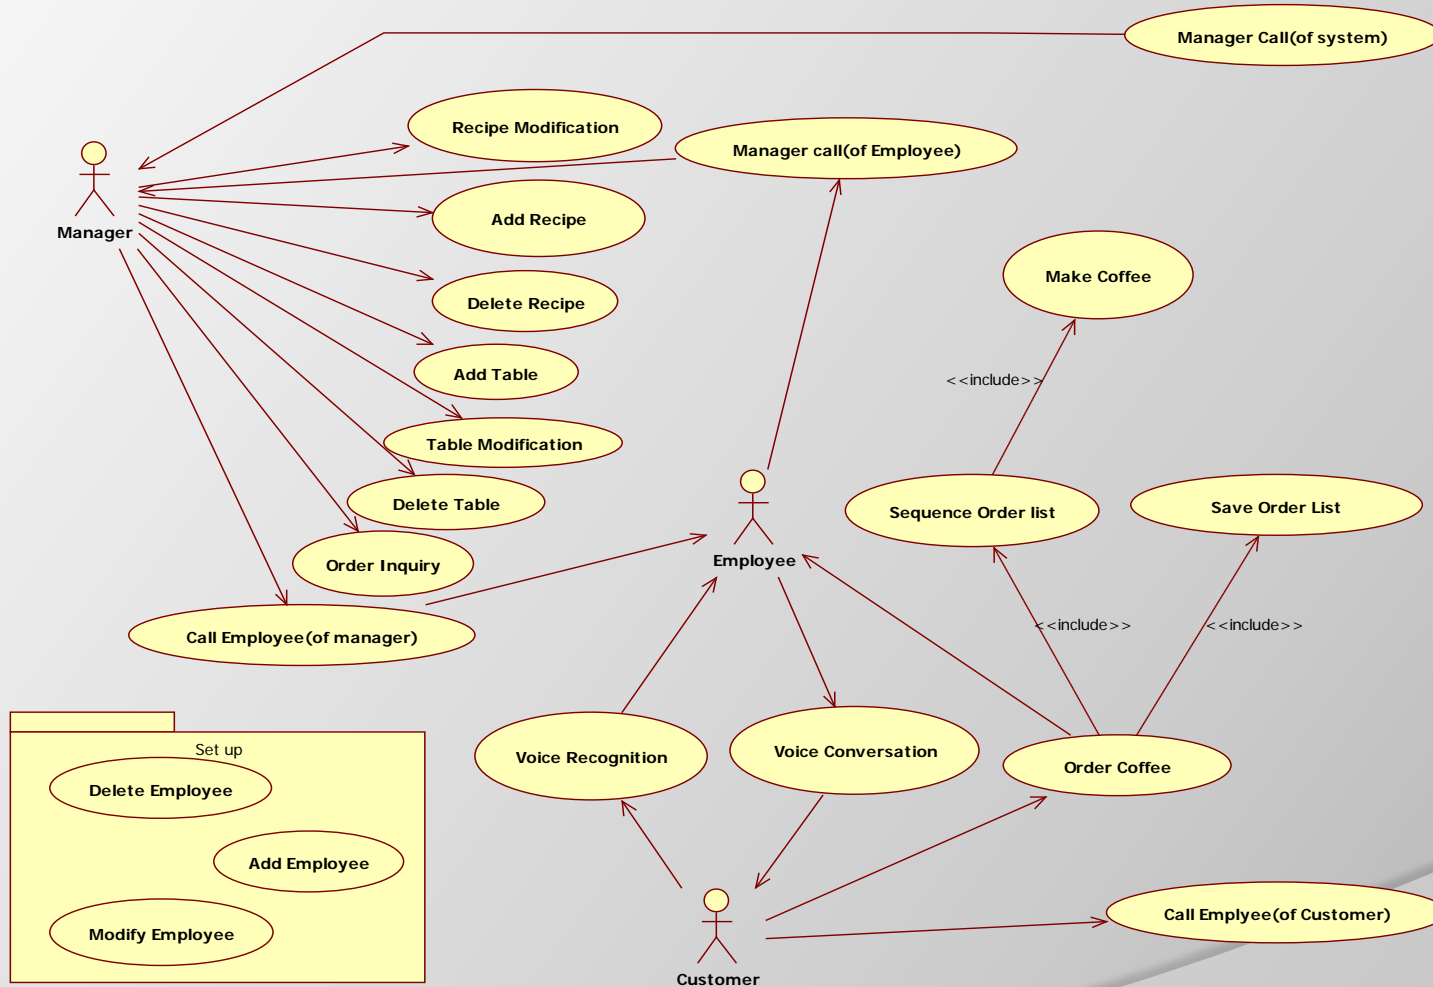 Manager Call(of system)
Recipe Modification
Manager call(of Employee)
Manager
Add Recipe
Make Coffee
Delete Recipe
Add Table
<<include>>
Table Modification
Delete Table
Sequence Order list
Save Order List
Order Inquiry
Employee
Call Employee(of manager)
<<include>>
<<include>>
Set up
Voice Recognition
Voice Conversation
Order Coffee
Delete Employee
Add Employee
Modify Employee
Call Emplyee(of Customer)
Customer